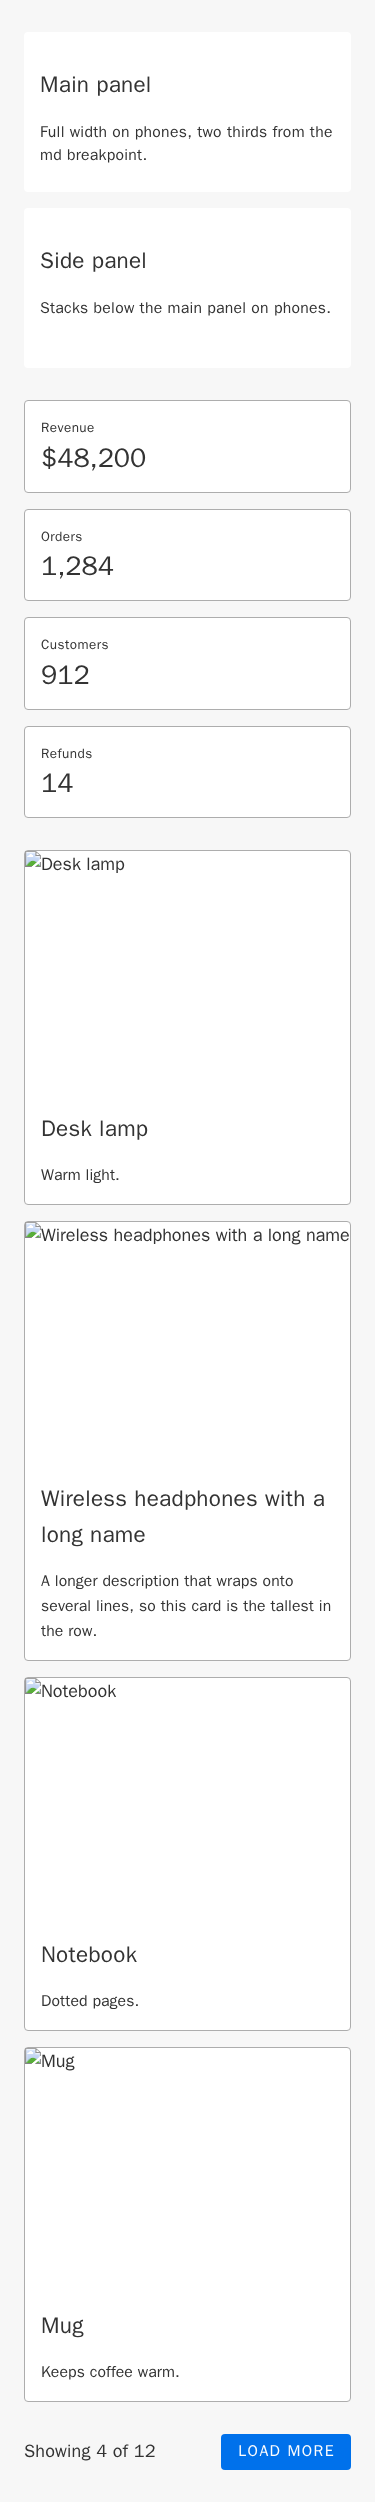 Main panel
Full width on phones, two thirds from the
md breakpoint.
Side panel
Stacks below the main panel on phones.
Revenue
$48,200
Orders
1,284
Customers
912
Refunds
14
Desk lamp
Desk lamp
Warm light.
Wireless headphones with a long name
Wireless headphones with a
long name
A longer description that wraps onto
several lines, so this card is the tallest in
the row.
Notebook
Notebook
Dotted pages.
Mug
Mug
Keeps coffee warm.
Showing 4 of 12
LOAD MORE